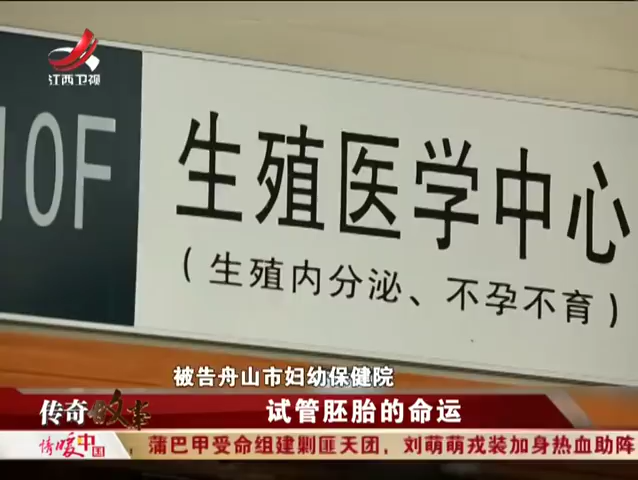 江西卫视
10F
生殖医学中心
(生殖内分泌、不孕不育)
被告舟山市妇幼保健院
传奇故事
试管胚胎的命运
情暖中国
,蒲巴甲受命组建剿匪天团,刘萌萌戎装加身热血助阵